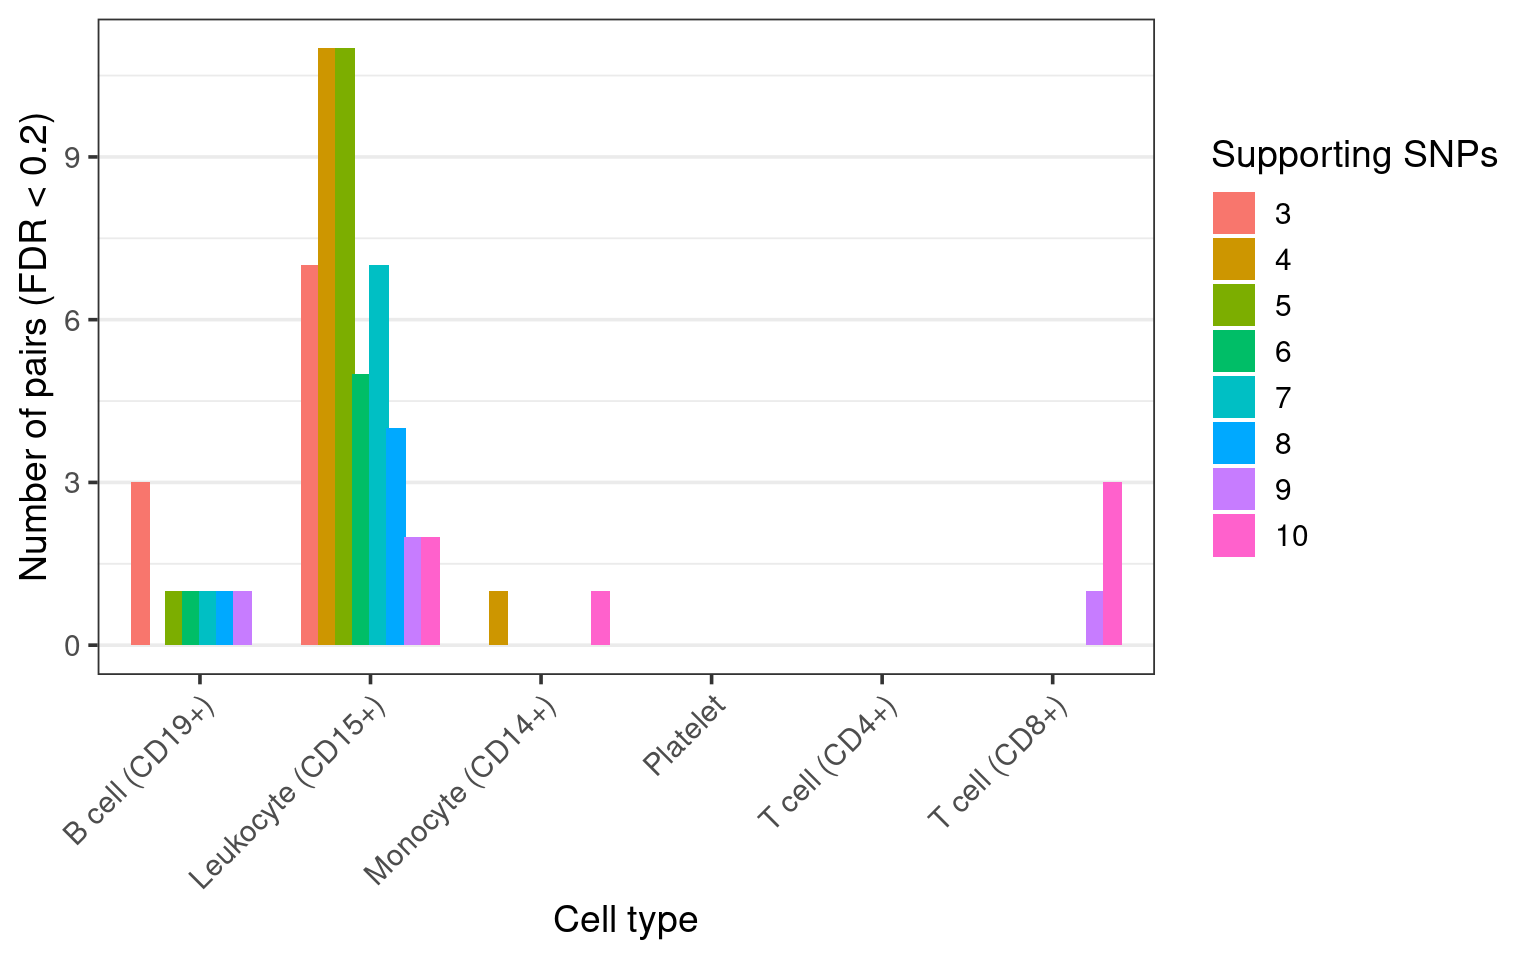 Number of pairs (FDR < 0.2)
9
6
3
0
B cell (CD19+)
Leukocyte (CD15+)
Monocyte (CD14+)
Platelet
T cell (CD4+)
T cell (CD8+)
Cell type
Supporting SNPs
3
4
5
6
7
8
9
10